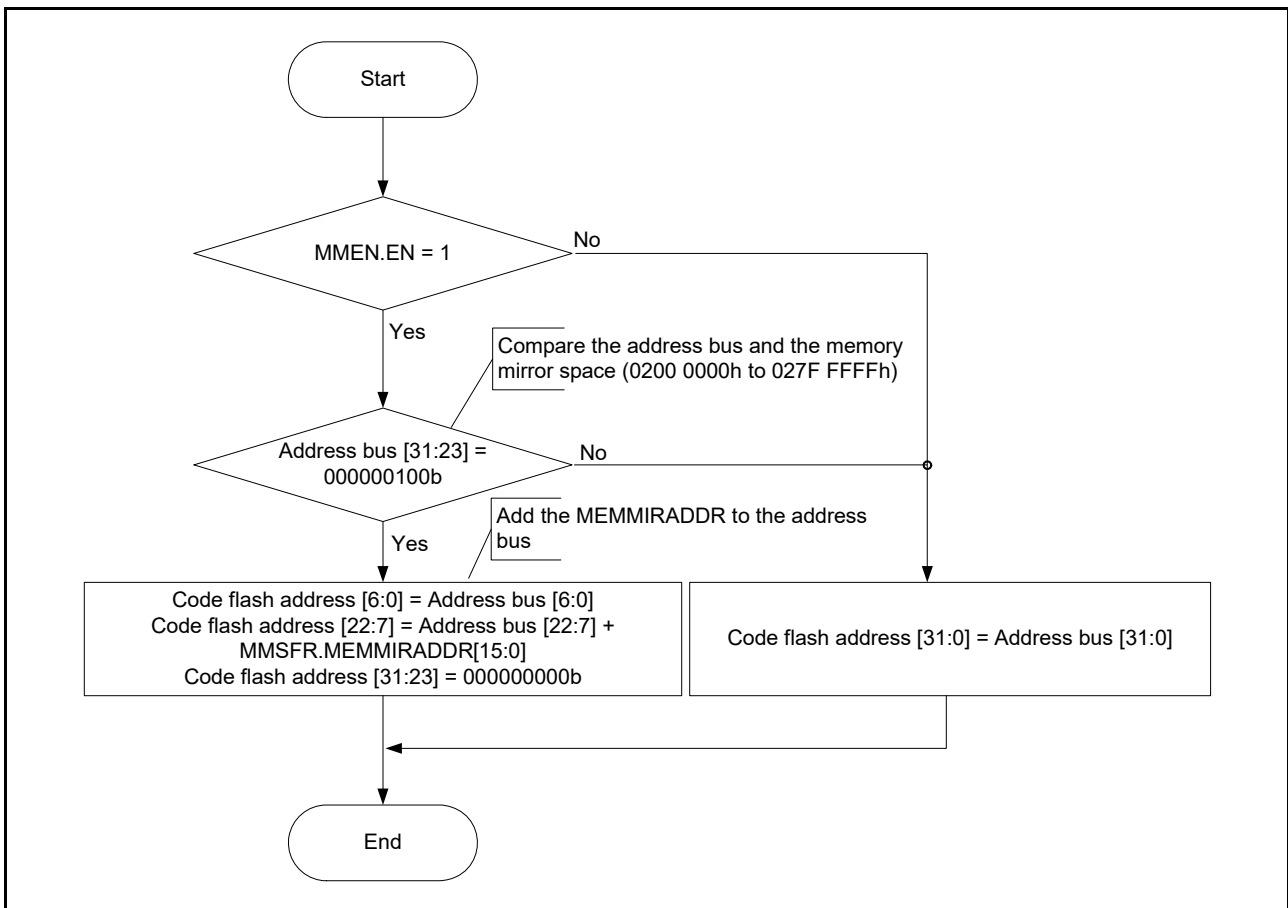 Start
MMEN.EN = 1
No
Yes
Compare the address bus and the memory
mirror space (0200 0000h to 027F FFFFh)
Address bus [31:23] =
000000100b
No
Yes
Add the MEMMIRADDR to the address
bus
Code flash address [6:0] = Address bus [6:0]
Code flash address [22:7] = Address bus [22:7] +
MMSFR.MEMMIRADDR[15:0]
Code flash address [31:23] = 000000000b
Code flash address [31:0] = Address bus [31:0]
End